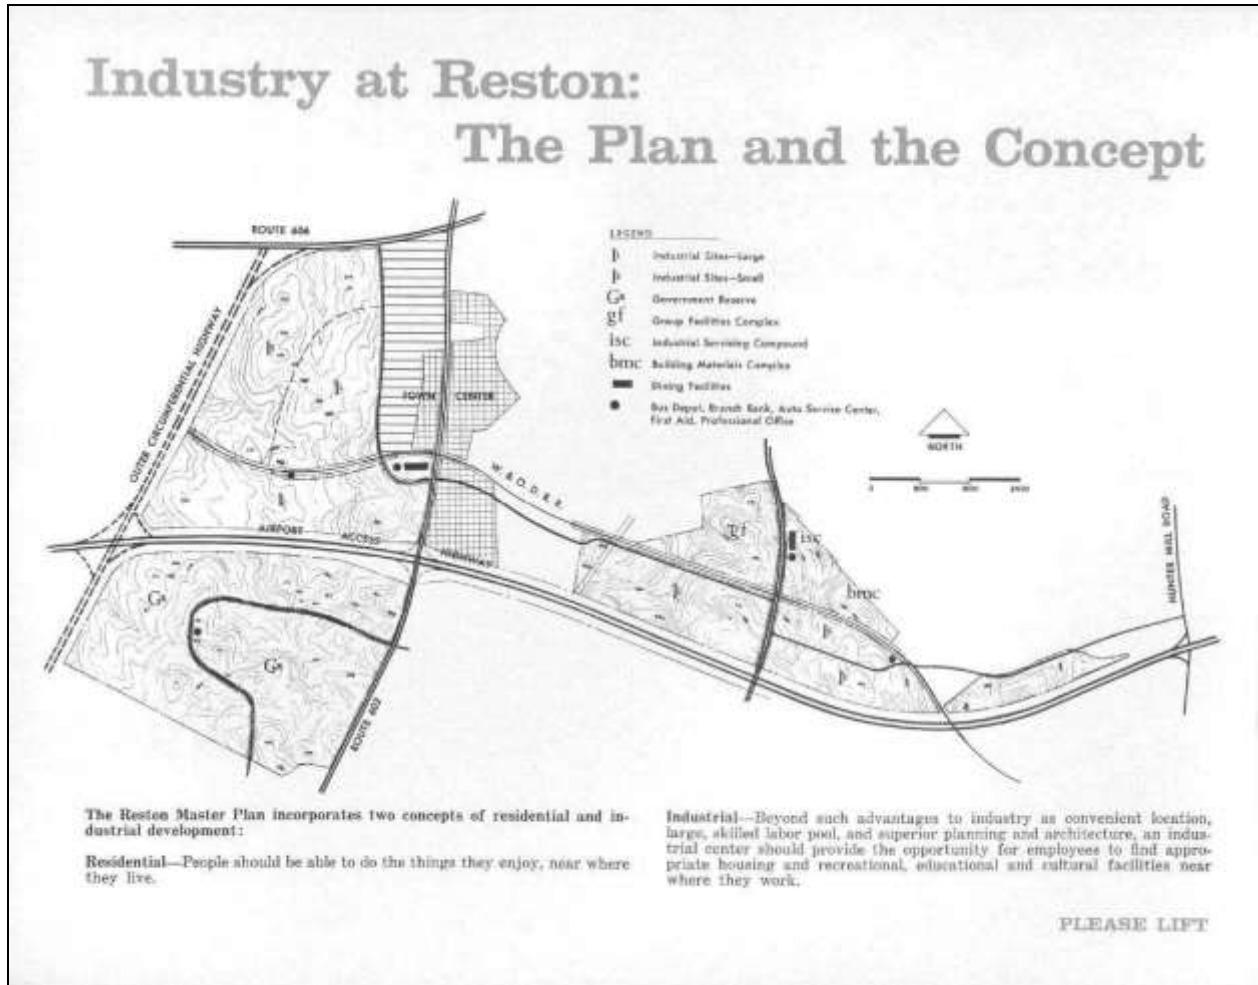 Industry at Reston:
The Plan and the Concept
ROUTE 606
OUTER CIRCUMFERENTIAL HIGHWAY
TOWN CENTER
W. & O. D. R. R.
AIRPORT ACCESS HIGHWAY
ROUTE 602
HUNTER MILL ROAD
LEGEND
Industrial Sites—Large
Industrial Sites—Small
Government Reserve
gf Group Facilities Complex
isc Industrial Servicing Compound
bmc Building Materials Complex
Dining Facilities
Bus Depot, Branch Bank, Auto Service Center,
First Aid, Professional Office
NORTH
0
gf
isc
bmc
The Reston Master Plan incorporates two concepts of residential and in-
dustrial development:
Residential—People should be able to do the things they enjoy, near where
they live.
Industrial—Beyond such advantages to industry as convenient location,
large, skilled labor pool, and superior planning and architecture, an indus-
trial center should provide the opportunity for employees to find appro-
priate housing and recreational, educational and cultural facilities near
where they work.
PLEASE LIFT